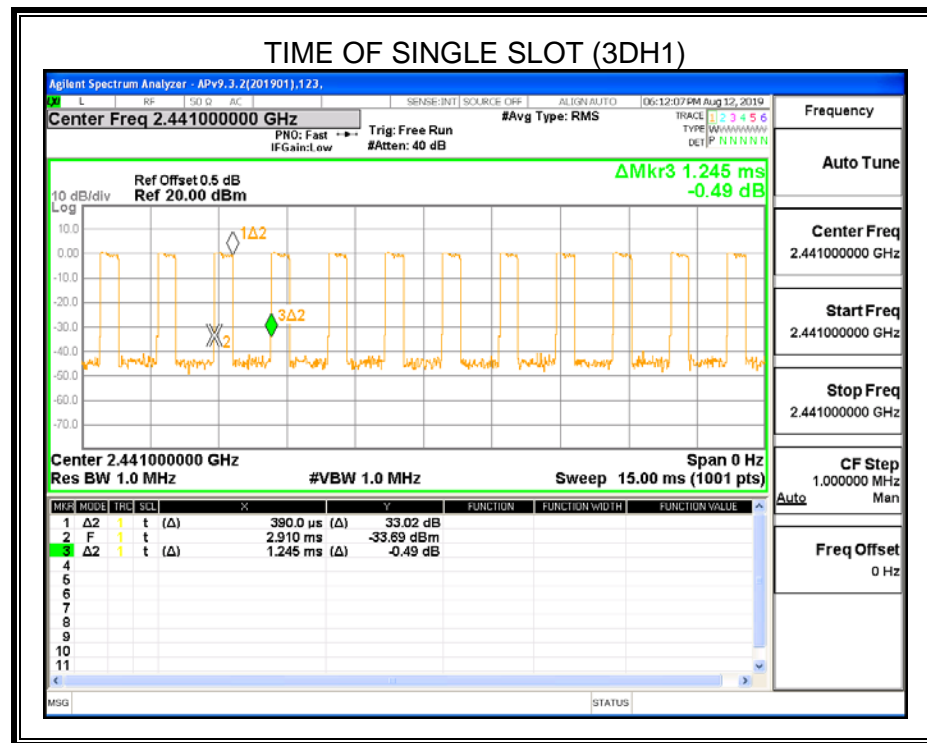 TIME OF SINGLE SLOT (3DH1)
Agilent Spectrum Analyzer - APv9.3.2(201901),123,
LXI L RF 50 Ω AC SENSE:INT SOURCE OFF ALIGN AUTO 06:12:07 PM Aug 12, 2019
Center Freq 2.441000000 GHz #Avg Type: RMS TRACE 1 2 3 4 5 6
PNO: Fast Trig: Free Run TYPE WWWWWW
IFGain:Low #Atten: 40 dB DET P N N N N N
Ref Offset 0.5 dB ΔMkr3 1.245 ms
10 dB/div Ref 20.00 dBm -0.49 dB
Log
10.0
0.00
-10.0
-20.0
-30.0
-40.0
-50.0
-60.0
-70.0
1Δ2
3Δ2
2
Center 2.441000000 GHz Span 0 Hz
Res BW 1.0 MHz #VBW 1.0 MHz Sweep 15.00 ms (1001 pts)
MKR MODE TRC SCL X Y FUNCTION FUNCTION WIDTH FUNCTION VALUE
1 Δ2 1 t (Δ) 390.0 µs (Δ) 33.02 dB
2 F 1 t 2.910 ms -33.69 dBm
3 Δ2 1 t (Δ) 1.245 ms (Δ) -0.49 dB
4
5
6
7
8
9
10
11
MSG STATUS
Frequency
Auto Tune
Center Freq
2.441000000 GHz
Start Freq
2.441000000 GHz
Stop Freq
2.441000000 GHz
CF Step
1.000000 MHz
Auto Man
Freq Offset
0 Hz